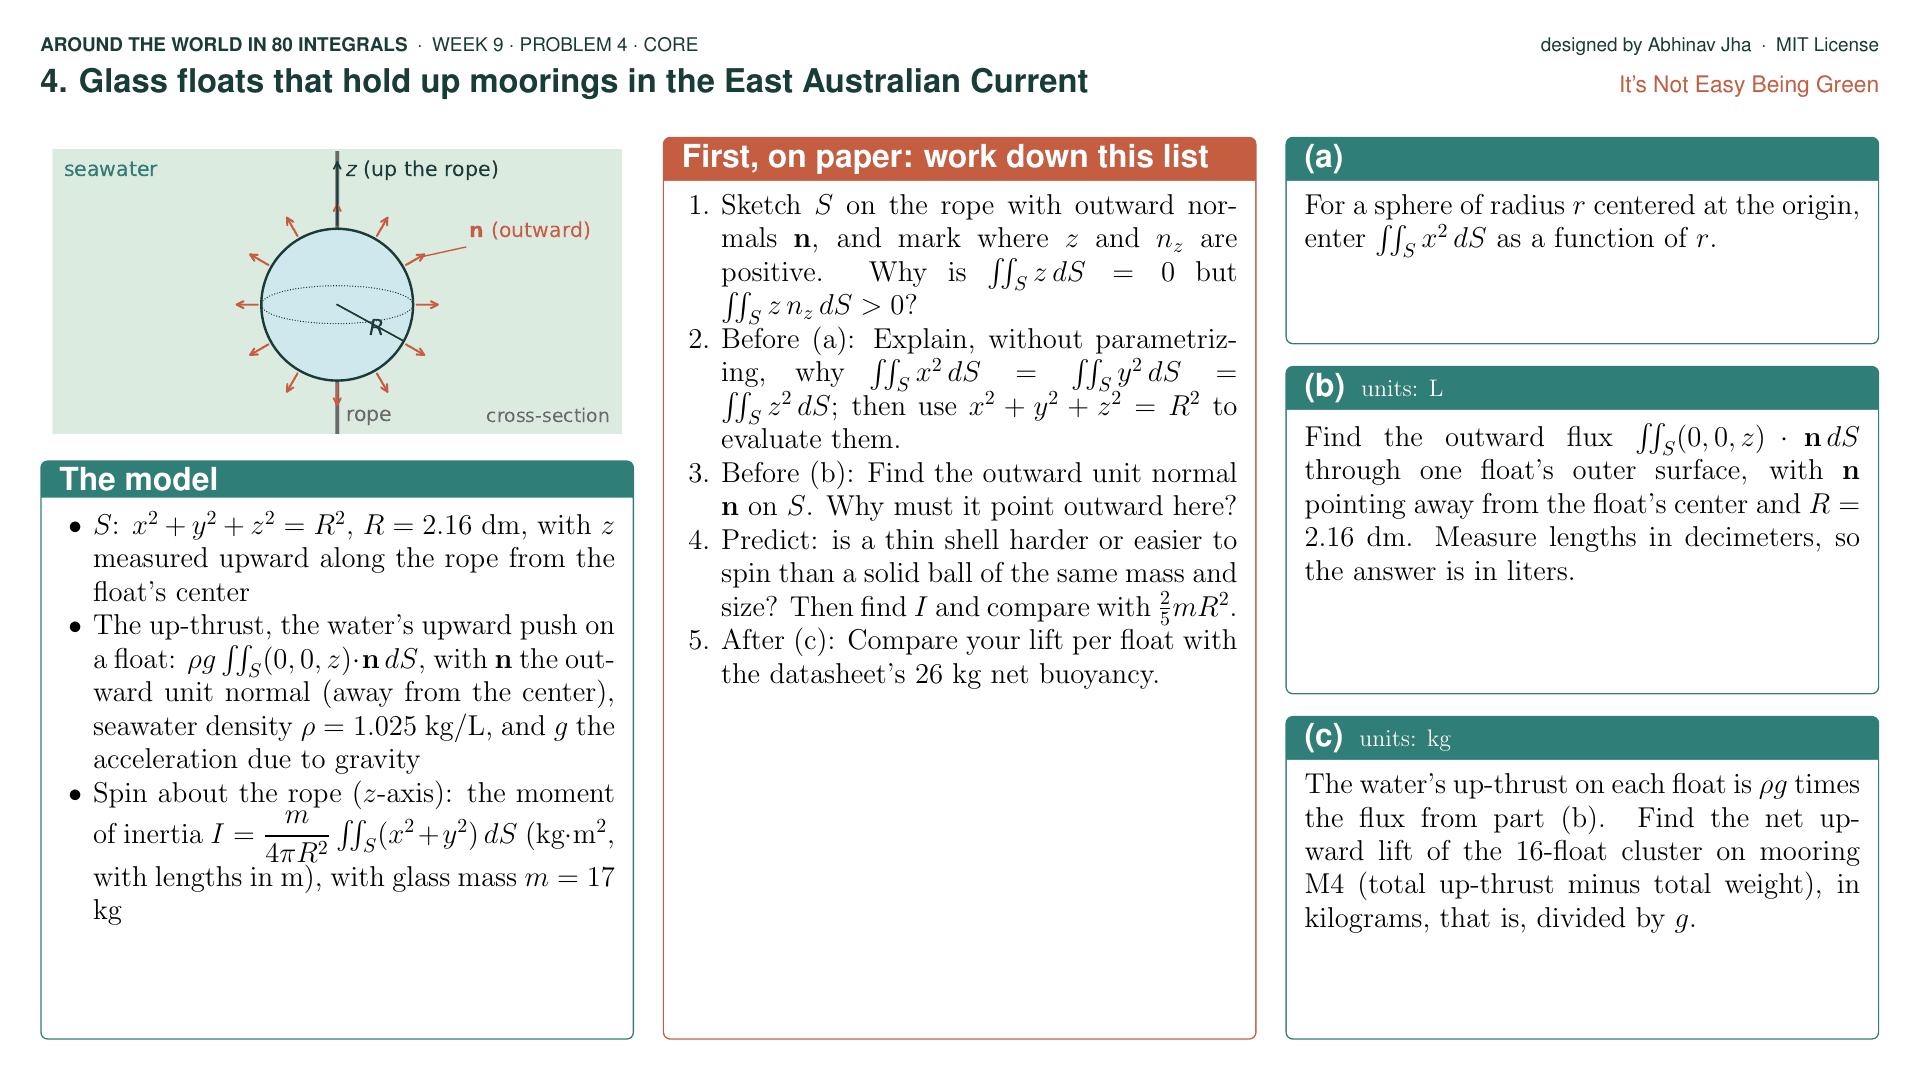 AROUND THE WORLD IN 80 INTEGRALS · WEEK 9 · PROBLEM 4 · CORE
designed by Abhinav Jha · MIT License
4. Glass floats that hold up moorings in the East Australian Current
It's Not Easy Being Green
seawater
z (up the rope)
n (outward)
R
rope
cross-section
The model
• S: x² + y² + z² = R², R = 2.16 dm, with z
measured upward along the rope from the
float's center
• The up-thrust, the water's upward push on
a float: ρg ∬_S (0, 0, z)·n dS, with n the out-
ward unit normal (away from the center),
seawater density ρ = 1.025 kg/L, and g the
acceleration due to gravity
• Spin about the rope (z-axis): the moment
of inertia I = m/(4πR²) ∬_S (x²+y²) dS (kg·m²,
with lengths in m), with glass mass m = 17
kg
First, on paper: work down this list
1. Sketch S on the rope with outward nor-
mals n, and mark where z and n_z are
positive. Why is ∬_S z dS = 0 but
∬_S z n_z dS > 0?
2. Before (a): Explain, without parametriz-
ing, why ∬_S x² dS = ∬_S y² dS =
∬_S z² dS; then use x² + y² + z² = R² to
evaluate them.
3. Before (b): Find the outward unit normal
n on S. Why must it point outward here?
4. Predict: is a thin shell harder or easier to
spin than a solid ball of the same mass and
size? Then find I and compare with 2/5 mR².
5. After (c): Compare your lift per float with
the datasheet's 26 kg net buoyancy.
(a)
For a sphere of radius r centered at the origin,
enter ∬_S x² dS as a function of r.
(b) units: L
Find the outward flux ∬_S (0, 0, z) · n dS
through one float's outer surface, with n
pointing away from the float's center and R =
2.16 dm. Measure lengths in decimeters, so
the answer is in liters.
(c) units: kg
The water's up-thrust on each float is ρg times
the flux from part (b). Find the net up-
ward lift of the 16-float cluster on mooring
M4 (total up-thrust minus total weight), in
kilograms, that is, divided by g.